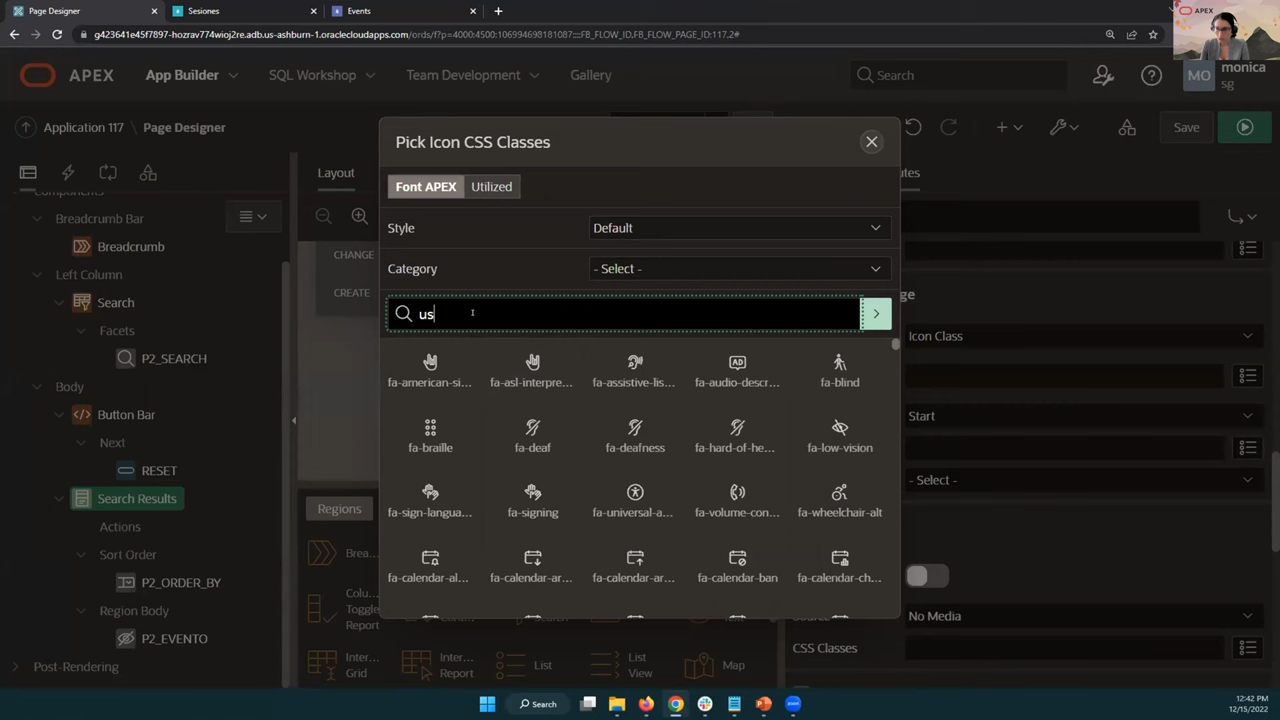 Page Designer
Sesiones
Events
g423641e45f7897-hozrav774wioj2re.adb.us-ashburn-1.oraclecloudapps.com/ords/f?p=4000:4500:106994698181087::::FB_FLOW_ID,FB_FLOW_PAGE_ID:117,2#
APEX
APEX
App Builder
SQL Workshop
Team Development
Gallery
Search
MO
monica
sg
Application 117
Page Designer
Save
Pick Icon CSS Classes
Font APEX
Utilized
Style
Default
Category
- Select -
us
fa-american-si...
fa-asl-interpre...
fa-assistive-lis...
fa-audio-descr...
fa-blind
fa-braille
fa-deaf
fa-deafness
fa-hard-of-he...
fa-low-vision
fa-sign-langua...
fa-signing
fa-universal-a...
fa-volume-con...
fa-wheelchair-alt
fa-calendar-al...
fa-calendar-ar...
fa-calendar-ar...
fa-calendar-ban
fa-calendar-ch...
Components
Breadcrumb Bar
Breadcrumb
Left Column
Search
Facets
P2_SEARCH
Body
Button Bar
Next
RESET
Search Results
Actions
Sort Order
P2_ORDER_BY
Region Body
P2_EVENTO
Post-Rendering
Layout
CHANGE
CREATE
Regions
Brea...
Colu...
Toggle
Report
Inter...
Grid
Inter...
Report
List
List
View
Map
Icon Class
Start
- Select -
No Media
CSS Classes
Search
12:42 PM
12/15/2022